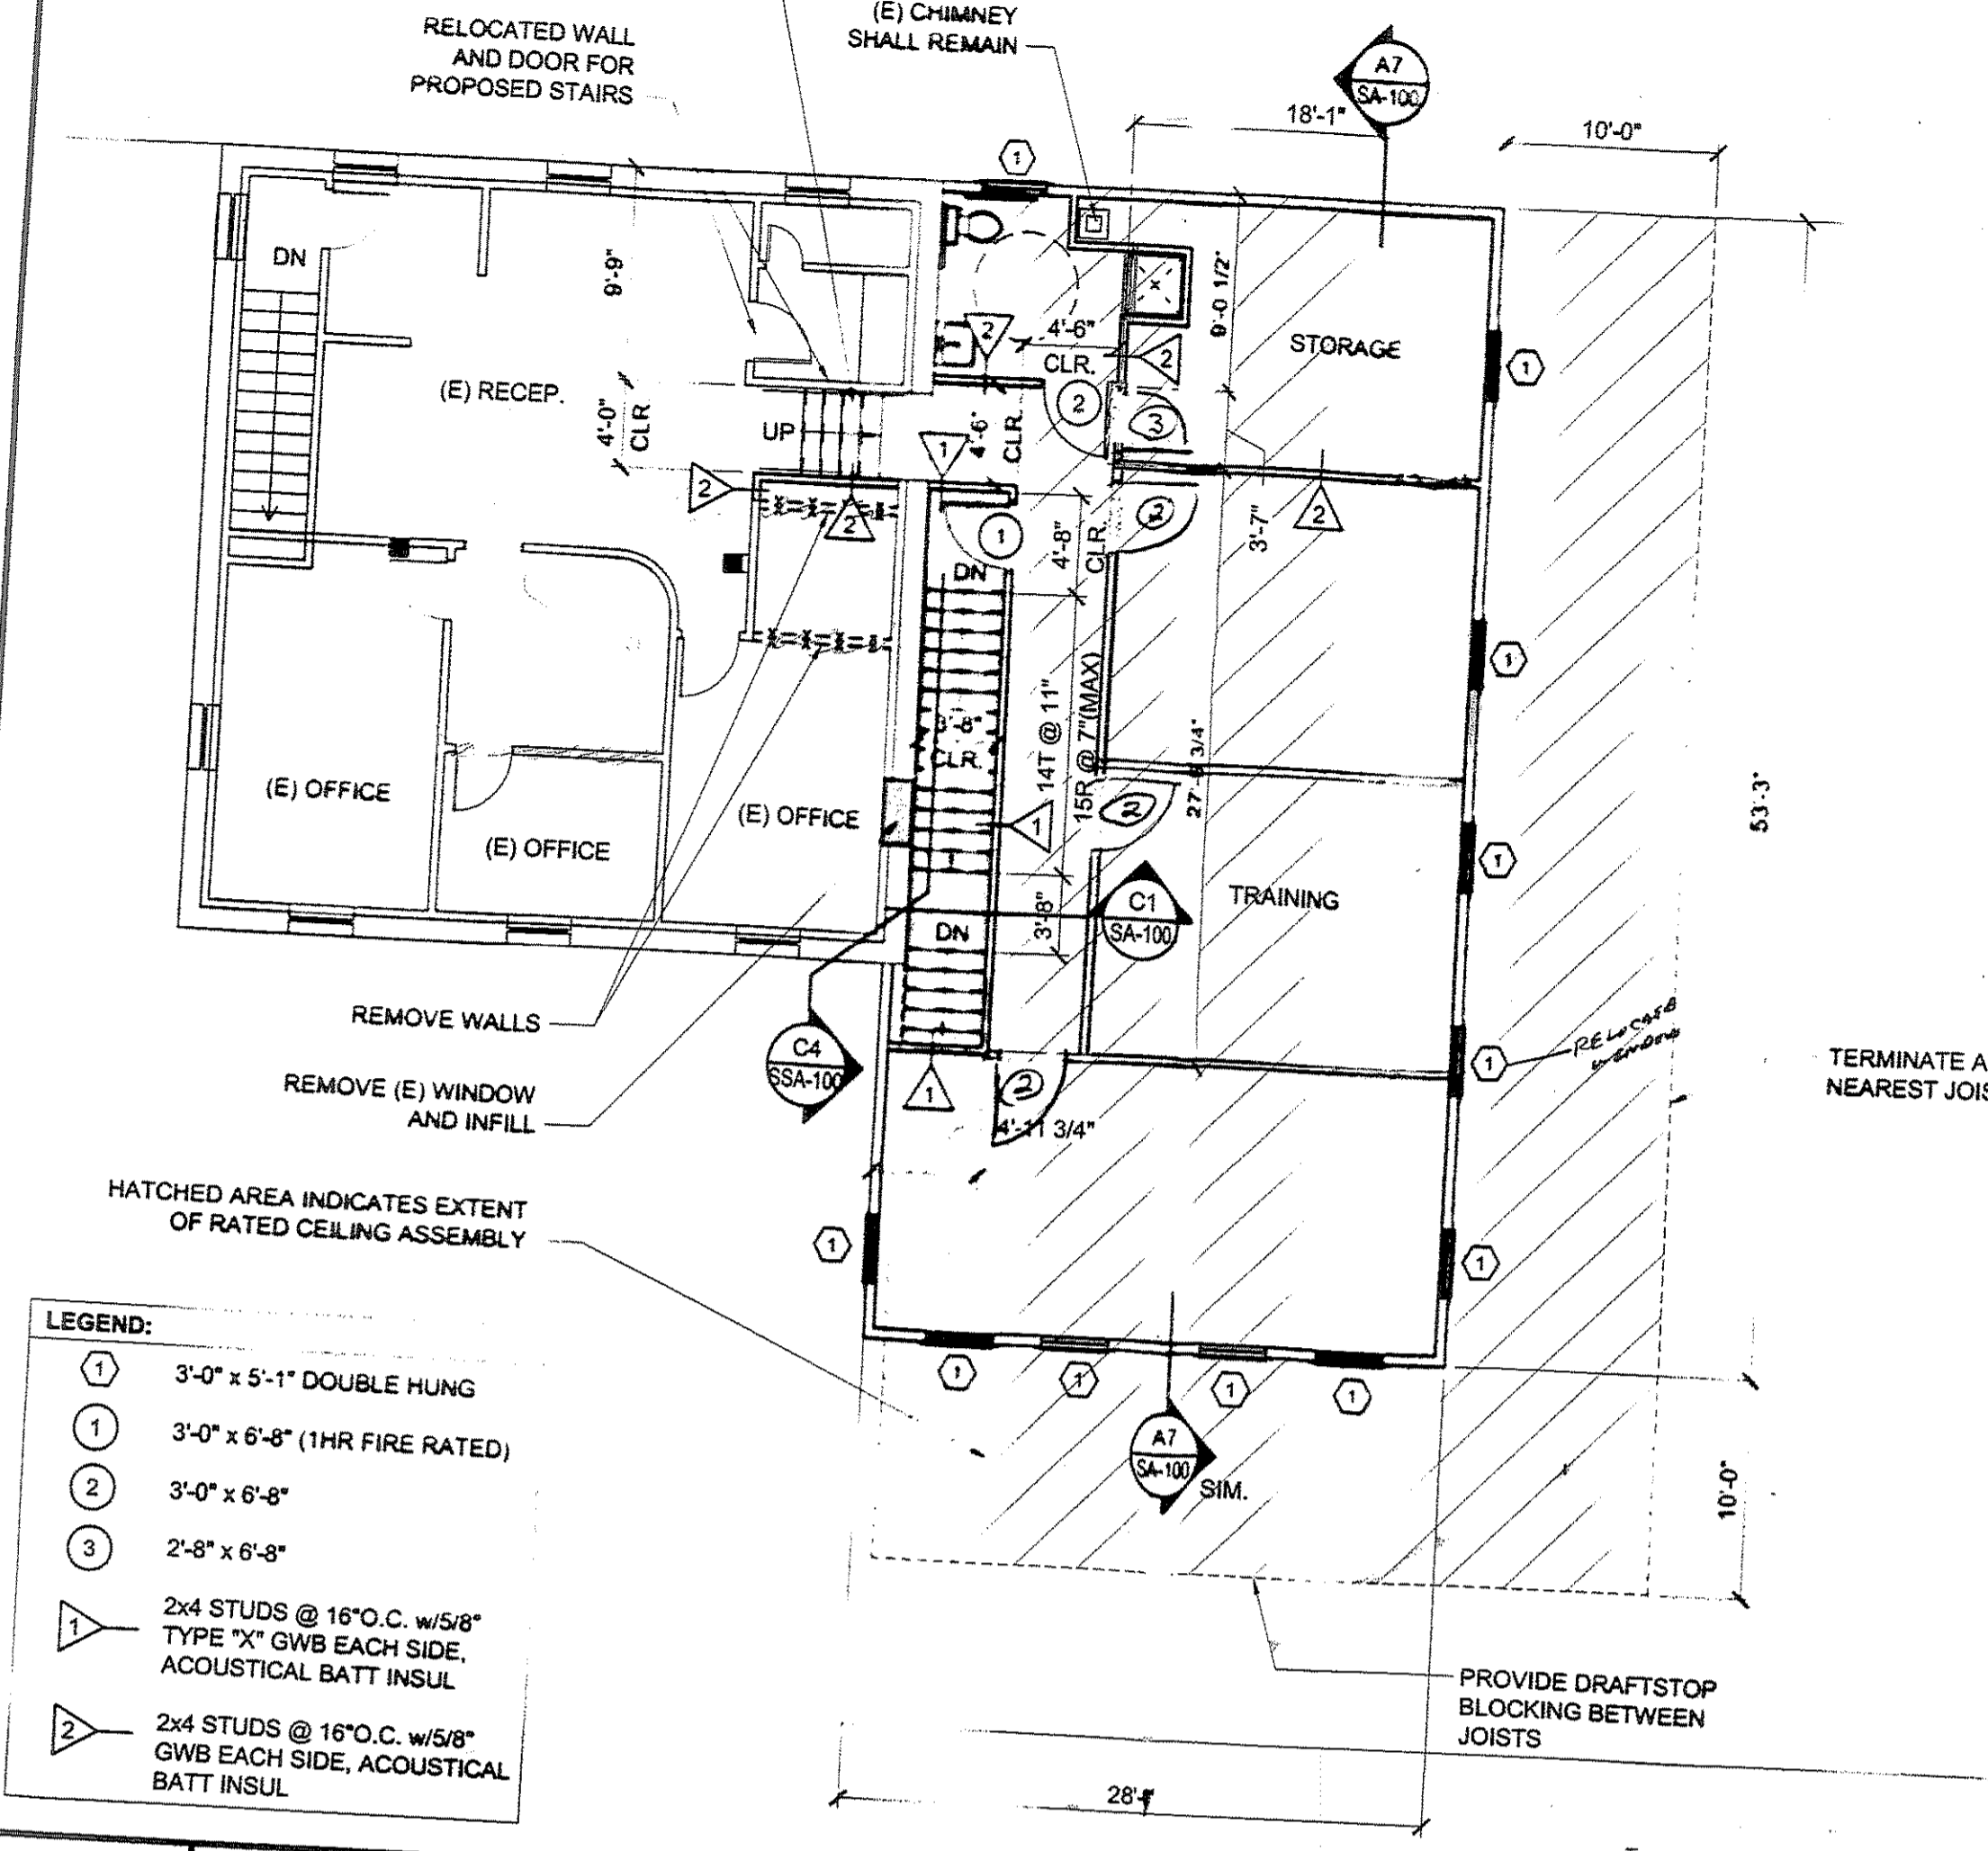 RELOCATED WALL
AND DOOR FOR
PROPOSED STAIRS
(E) CHIMNEY
SHALL REMAIN
A7
SA-100
18'-1"
10'-0"
1
DN
9'-9"
(E) RECEP.
4'-0"
CLR
UP
2
4'-6"
CLR.
2
9'-0 1/2"
STORAGE
1
2
3
4'-6"
CLR.
1
2
2
1
DN
4'-8"
CLR.
2
3'-7"
2
1
3'-8"
CLR.
14T @ 11"
15R @ 7"(MAX)
27'-8 3/4"
53'-3"
(E) OFFICE
(E) OFFICE
(E) OFFICE
1
2
1
C1
SA-100
TRAINING
DN
3'-8"
REMOVE WALLS
C4
SSA-100
1
2
4'-11 3/4"
1
RELOCATED
WINDOW
TERMINATE A
NEAREST JOIS
REMOVE (E) WINDOW
AND INFILL
HATCHED AREA INDICATES EXTENT
OF RATED CEILING ASSEMBLY
1
1
1
1
1
1
A7
SA-100
SIM.
10'-0"
LEGEND:
1
3'-0" x 5'-1" DOUBLE HUNG
1
3'-0" x 6'-8" (1HR FIRE RATED)
2
3'-0" x 6'-8"
3
2'-8" x 6'-8"
1
2x4 STUDS @ 16"O.C. w/5/8"
TYPE "X" GWB EACH SIDE,
ACOUSTICAL BATT INSUL
2
2x4 STUDS @ 16"O.C. w/5/8"
GWB EACH SIDE, ACOUSTICAL
BATT INSUL
PROVIDE DRAFTSTOP
BLOCKING BETWEEN
JOISTS